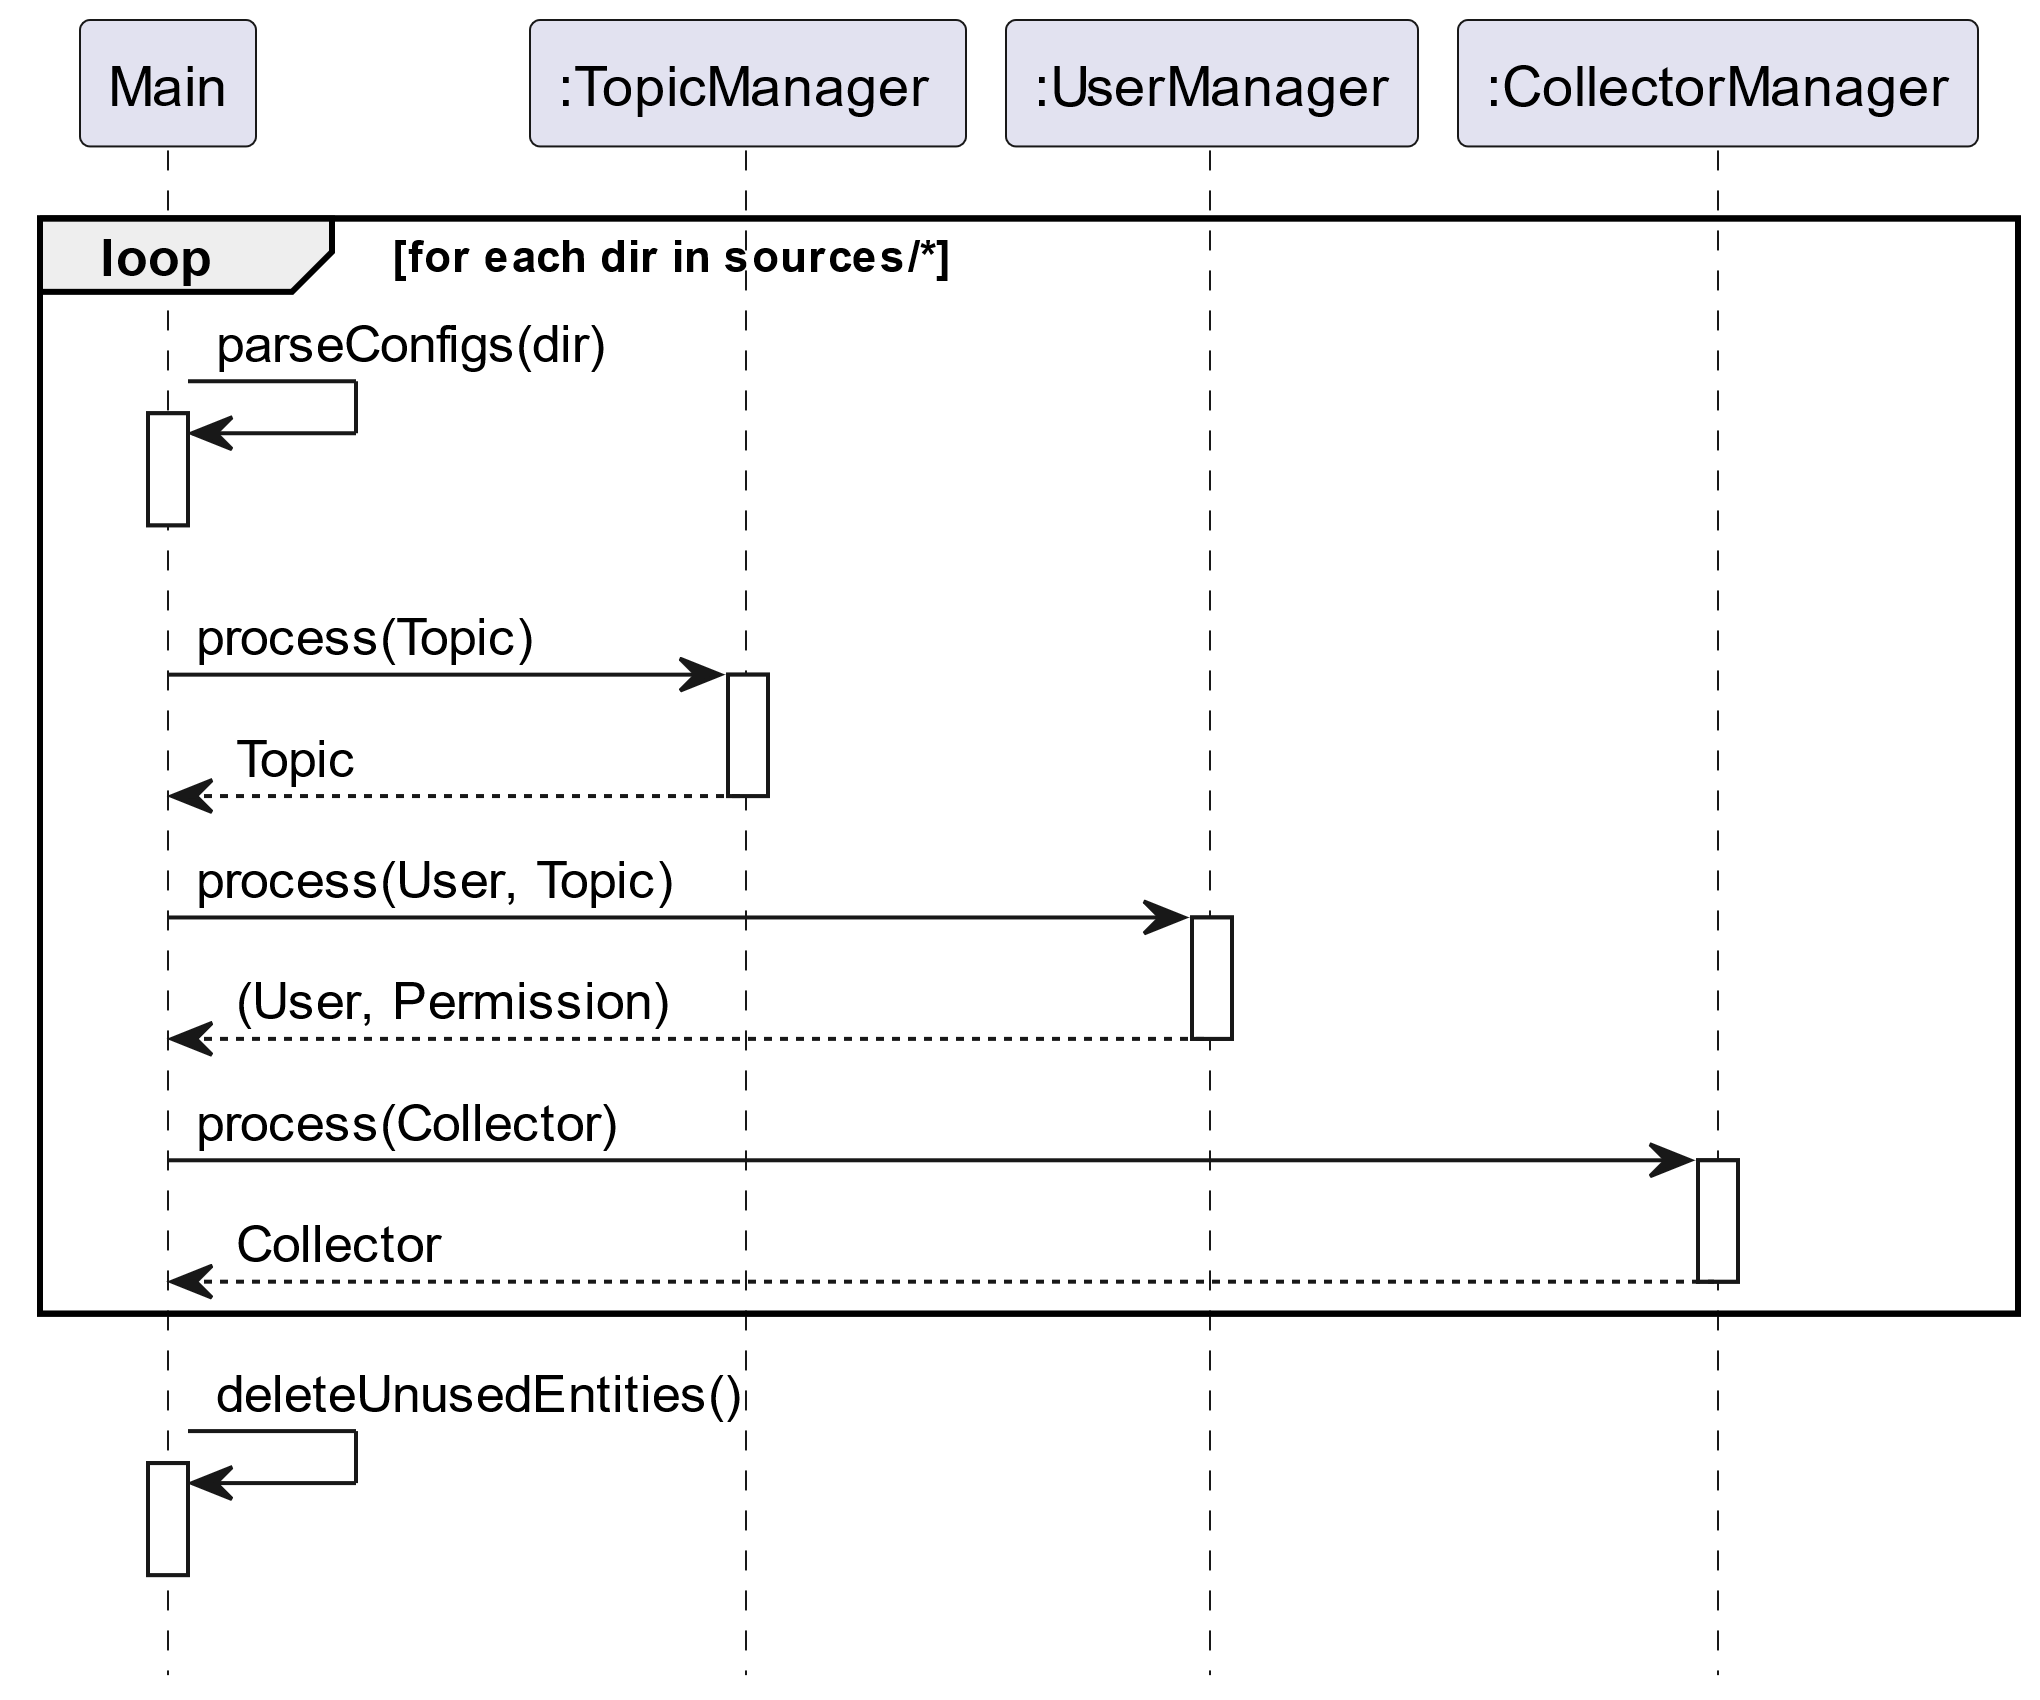 Main
:TopicManager
:UserManager
:CollectorManager
loop
[for each dir in sources/*]
parseConfigs(dir)
process(Topic)
Topic
process(User, Topic)
(User, Permission)
process(Collector)
Collector
deleteUnusedEntities()